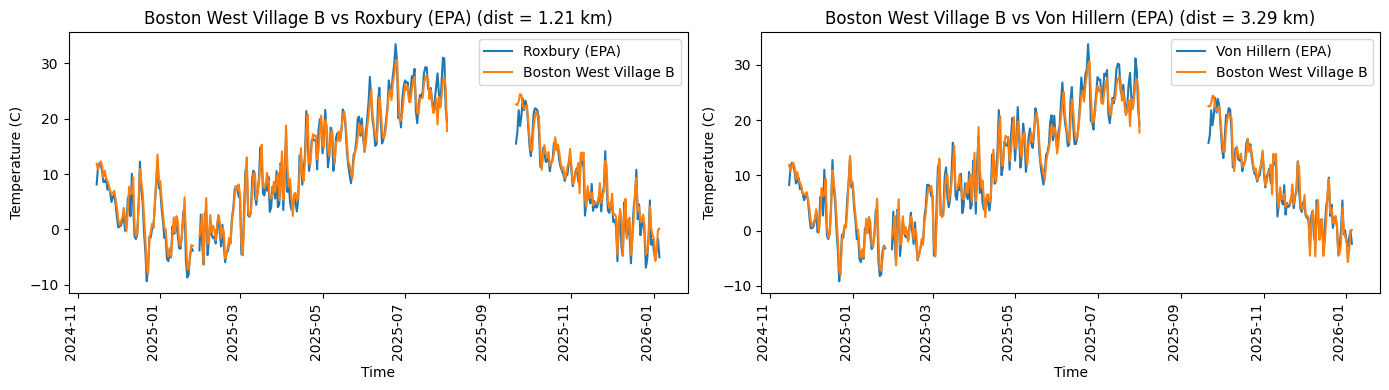 Boston West Village B vs Roxbury (EPA) (dist = 1.21 km)
Temperature (C)
30
20
10
0
−10
Roxbury (EPA)
Boston West Village B
2024-11
2025-01
2025-03
2025-05
2025-07
2025-09
2025-11
2026-01
Time
Boston West Village B vs Von Hillern (EPA) (dist = 3.29 km)
Temperature (C)
30
20
10
0
−10
Von Hillern (EPA)
Boston West Village B
2024-11
2025-01
2025-03
2025-05
2025-07
2025-09
2025-11
2026-01
Time